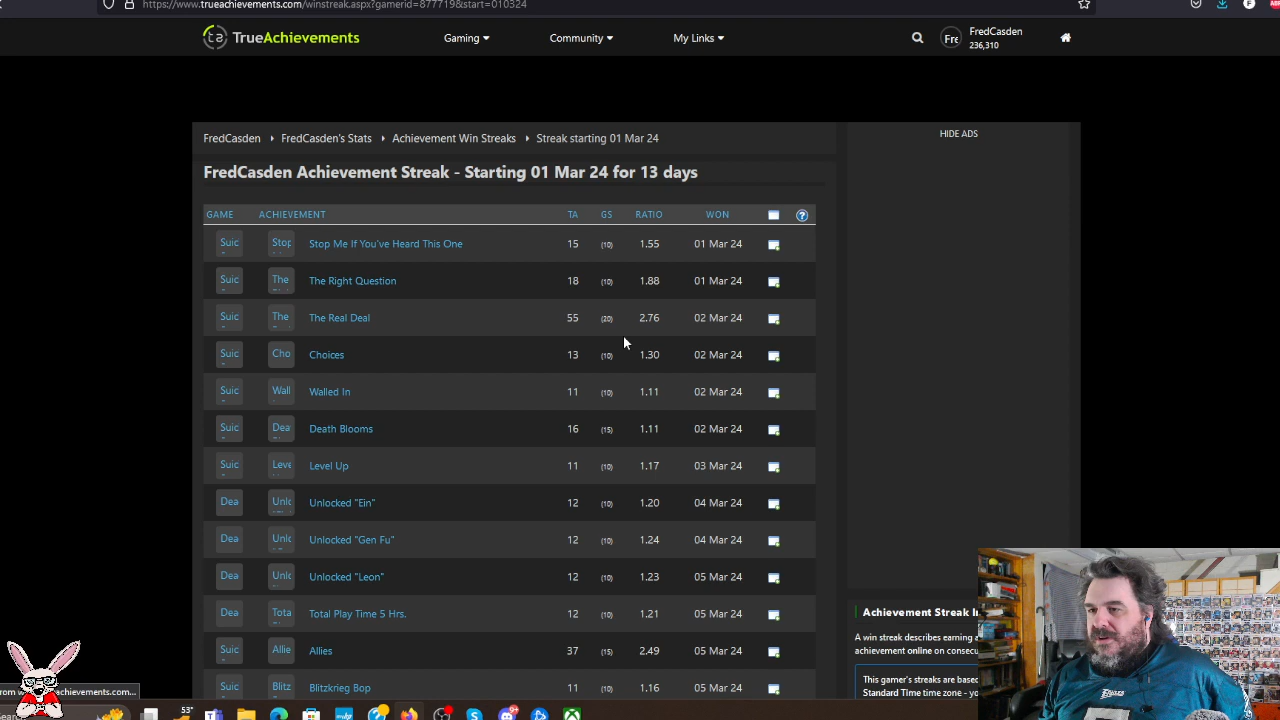 https://www.trueachievements.com/winstreak.aspx?gamerid=877719&start=010324
ta TrueAchievements Gaming Community My Links Fre FredCasden
236,310
FredCasden FredCasden's Stats Achievement Win Streaks Streak starting 01 Mar 24
HIDE ADS
FredCasden Achievement Streak - Starting 01 Mar 24 for 13 days
GAME ACHIEVEMENT TA GS RATIO WON ?
Suic Stop Stop Me If You've Heard This One 15 (10) 1.55 01 Mar 24
Suic The The Right Question 18 (10) 1.88 01 Mar 24
Suic The The Real Deal 55 (20) 2.76 02 Mar 24
Suic Cho Choices 13 (10) 1.30 02 Mar 24
Suic Wall Walled In 11 (10) 1.11 02 Mar 24
Suic Dea Death Blooms 16 (15) 1.11 02 Mar 24
Suic Leve Level Up 11 (10) 1.17 03 Mar 24
Dea Unlo Unlocked "Ein" 12 (10) 1.20 04 Mar 24
Dea Unlo Unlocked "Gen Fu" 12 (10) 1.24 04 Mar 24
Dea Unlo Unlocked "Leon" 12 (10) 1.23 05 Mar 24
Dea Tota Total Play Time 5 Hrs. 12 (10) 1.21 05 Mar 24
Suic Allie Allies 37 (15) 2.49 05 Mar 24
Suic Blitz Blitzkrieg Bop 11 (10) 1.16 05 Mar 24
Achievement Streak In
A win streak describes earning a
achievement online on consecu
This gamer's streaks are based
Standard Time time zone - yo
achievements.com...
53°
EAGLES